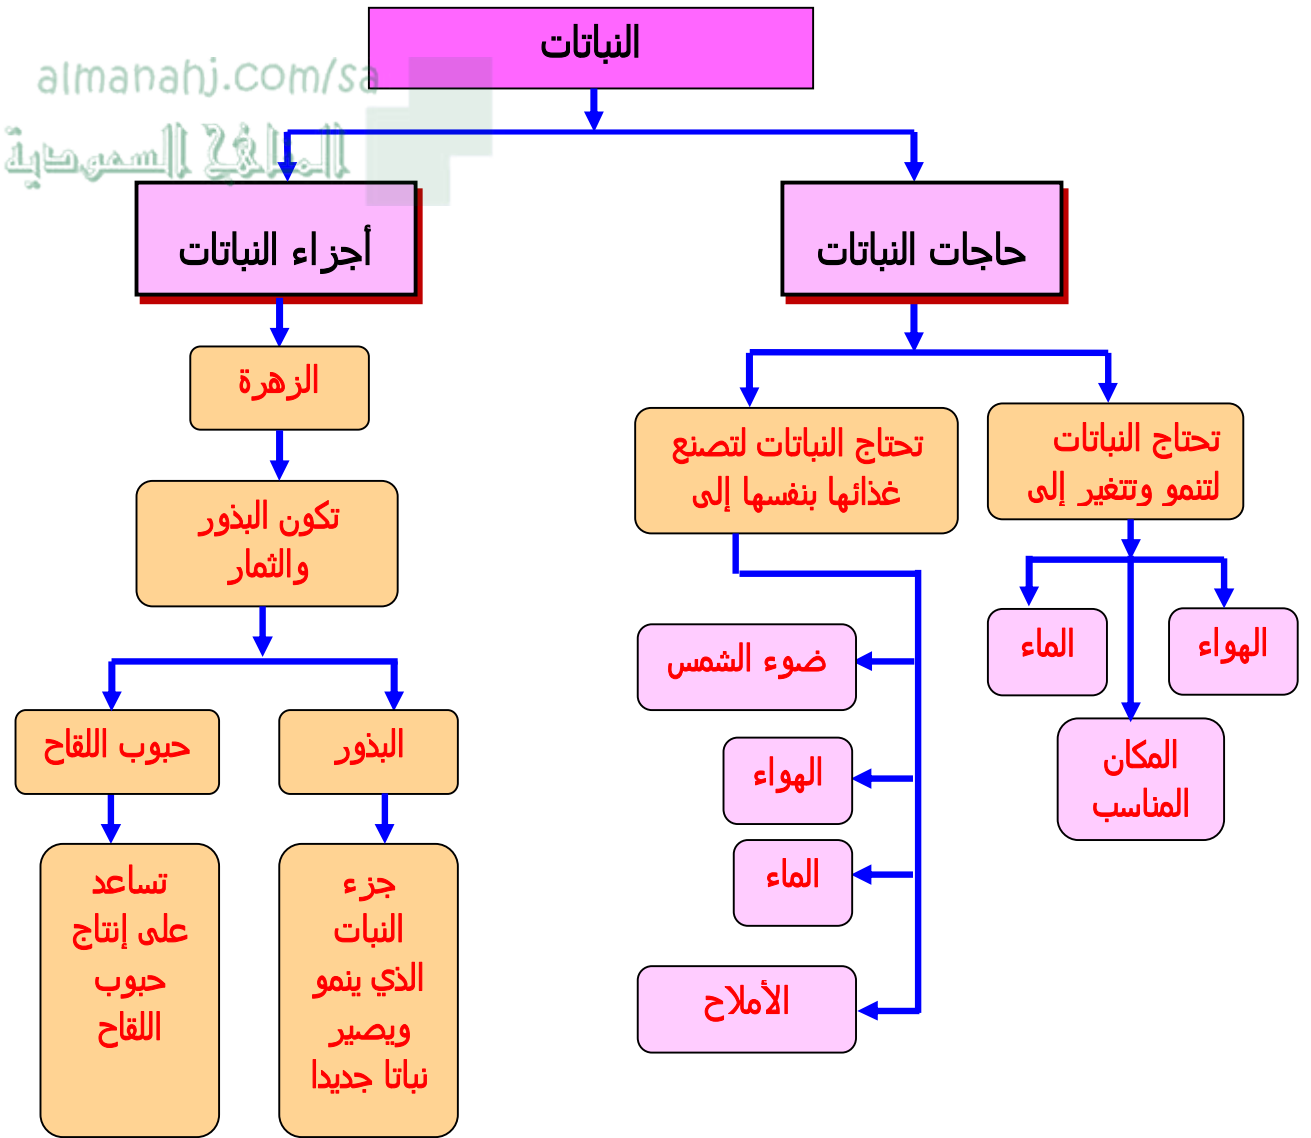 النباتات
almanahj.com/sa
المناهج السعودية
حاجات النباتات
أجزاء النباتات
تحتاج النباتات
لتنمو وتتغير إلى
الهواء
الماء
المكان
المناسب
تحتاج النباتات لتصنع
غذائها بنفسها إلى
ضوء الشمس
الهواء
الماء
الأملاح
الزهرة
تكون البذور
والثمار
البذور
جزء
النبات
الذي ينمو
ويصير
نباتا جديدا
حبوب اللقاح
تساعد
على إنتاج
حبوب
اللقاح